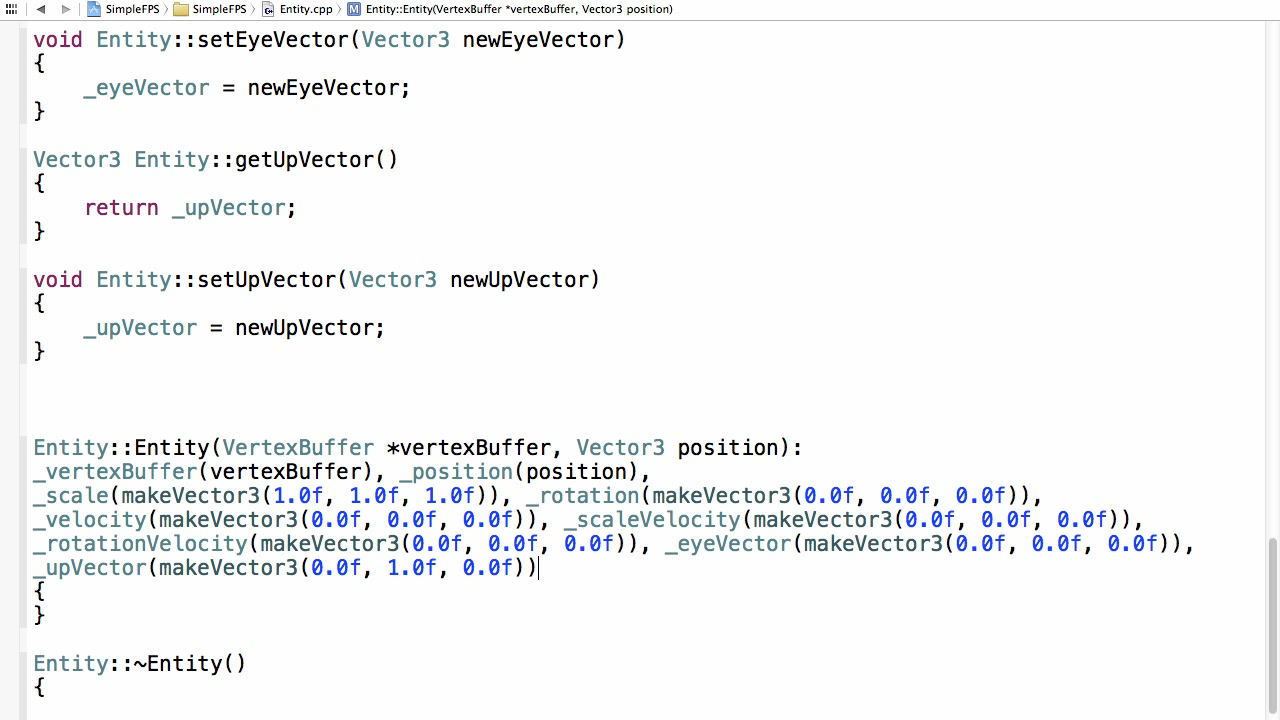 SimpleFPS SimpleFPS Entity.cpp M Entity::Entity(VertexBuffer *vertexBuffer, Vector3 position)
void Entity::setEyeVector(Vector3 newEyeVector)
{
    _eyeVector = newEyeVector;
}
Vector3 Entity::getUpVector()
{
    return _upVector;
}
void Entity::setUpVector(Vector3 newUpVector)
{
    _upVector = newUpVector;
}
Entity::Entity(VertexBuffer *vertexBuffer, Vector3 position):
_vertexBuffer(vertexBuffer), _position(position),
_scale(makeVector3(1.0f, 1.0f, 1.0f)), _rotation(makeVector3(0.0f, 0.0f, 0.0f)),
_velocity(makeVector3(0.0f, 0.0f, 0.0f)), _scaleVelocity(makeVector3(0.0f, 0.0f, 0.0f)),
_rotationVelocity(makeVector3(0.0f, 0.0f, 0.0f)), _eyeVector(makeVector3(0.0f, 0.0f, 0.0f)),
_upVector(makeVector3(0.0f, 1.0f, 0.0f))
{
}
Entity::~Entity()
{